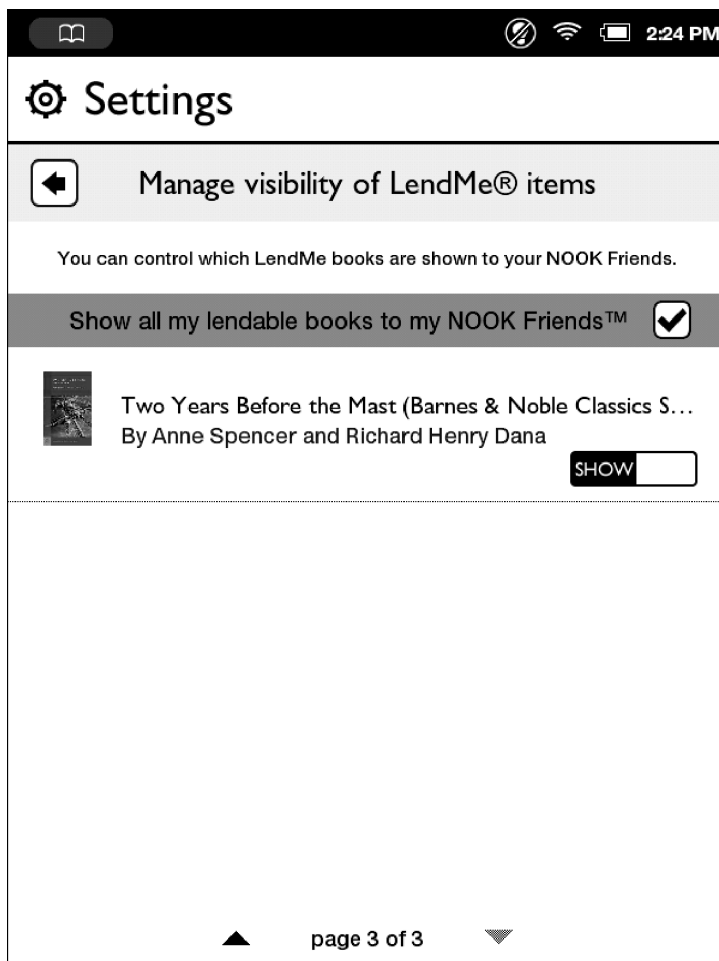 2:24 PM
Settings
Manage visibility of LendMe® items
You can control which LendMe books are shown to your NOOK Friends.
Show all my lendable books to my NOOK Friends™
Two Years Before the Mast (Barnes & Noble Classics S...
By Anne Spencer and Richard Henry Dana
SHOW
page 3 of 3